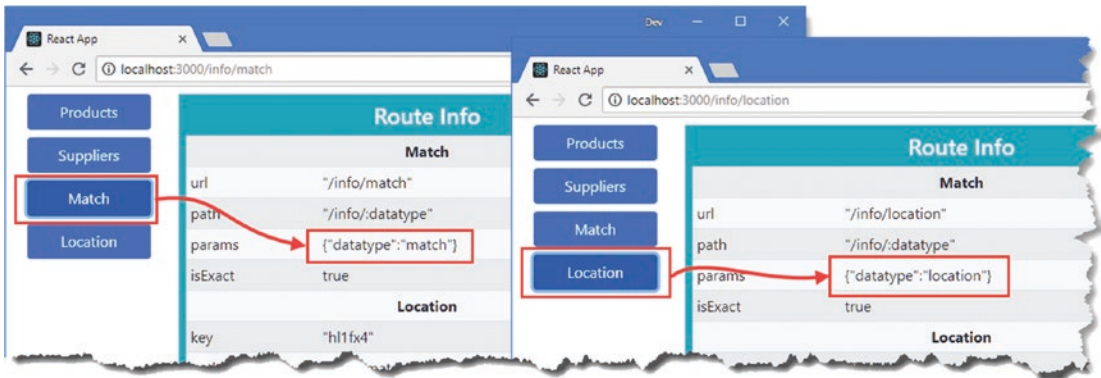 Dev
React App
localhost:3000/info/match
Products
Suppliers
Match
Location
Route Info
Match
url "/info/match"
path "/info/:datatype"
params {"datatype":"match"}
isExact true
Location
key "hl1fx4"
React App
localhost:3000/info/location
Products
Suppliers
Match
Location
Route Info
Match
url "/info/location"
path "/info/:datatype"
params {"datatype":"location"}
isExact true
Location